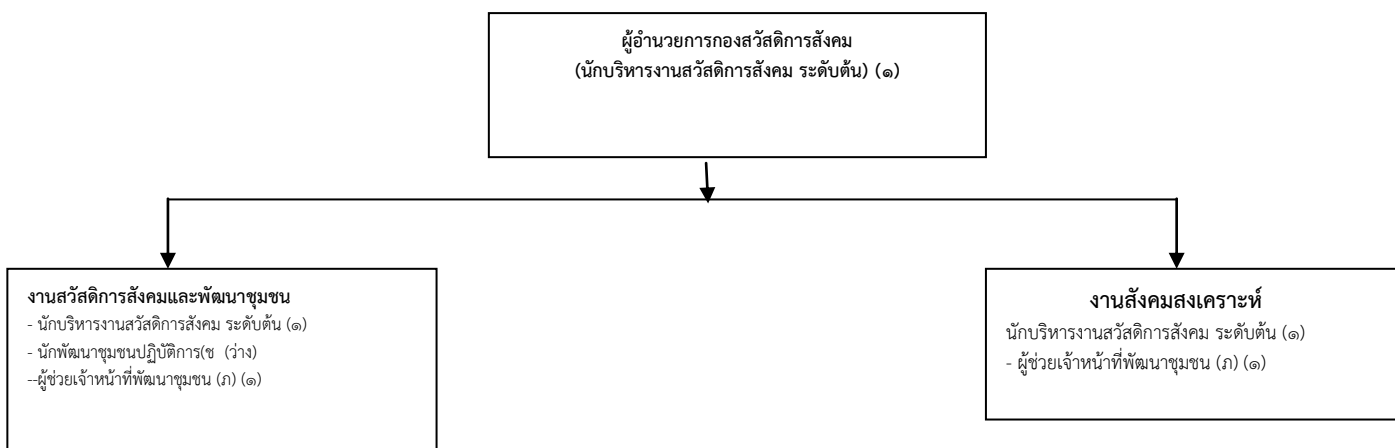 ผู้อำนวยการกองสวัสดิการสังคม
(นักบริหารงานสวัสดิการสังคม ระดับต้น) (๑)
งานสวัสดิการสังคมและพัฒนาชุมชน
- นักบริหารงานสวัสดิการสังคม ระดับต้น (๑)
- นักพัฒนาชุมชนปฏิบัติการ(ช (ว่าง)
--ผู้ช่วยเจ้าหน้าที่พัฒนาชุมชน (ภ) (๑)
งานสังคมสงเคราะห์
นักบริหารงานสวัสดิการสังคม ระดับต้น (๑)
- ผู้ช่วยเจ้าหน้าที่พัฒนาชุมชน (ภ) (๑)